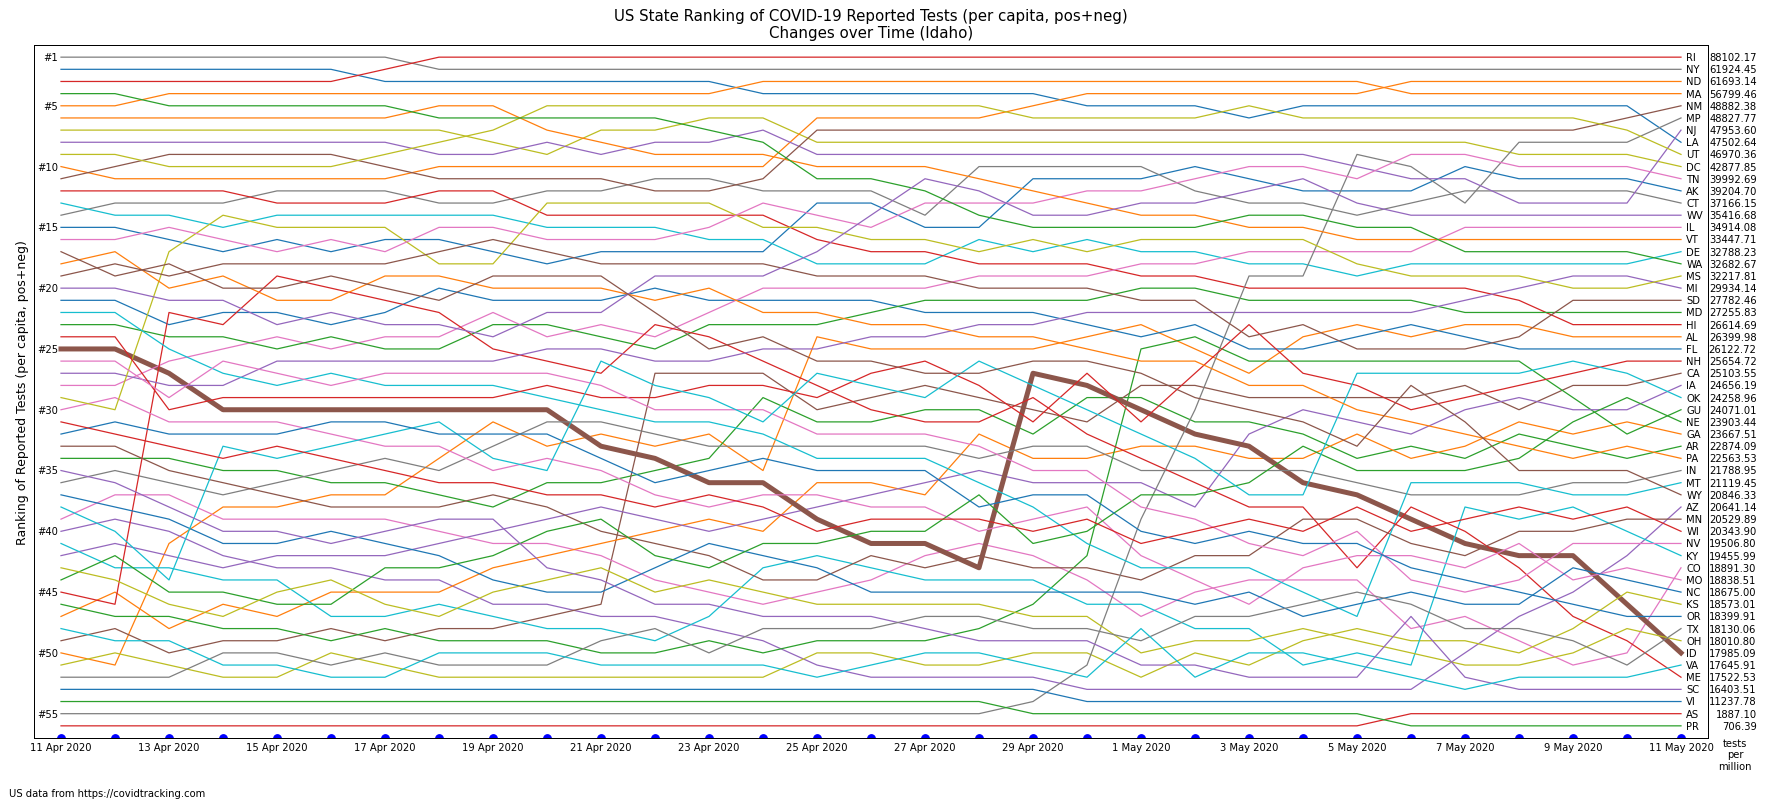 US State Ranking of COVID-19 Reported Tests (per capita, pos+neg)
Changes over Time (Idaho)
Ranking of Reported Tests (per capita, pos+neg)
#1
#5
#10
#15
#20
#25
#30
#35
#40
#45
#50
#55
RI 88102.17
NY 61924.45
ND 61693.14
MA 56799.46
NM 48882.38
MP 48827.77
NJ 47953.60
LA 47502.64
UT 46970.36
DC 42877.85
TN 39992.69
AK 39204.70
CT 37166.15
WV 35416.68
IL 34914.08
VT 33447.71
DE 32788.23
WA 32682.67
MS 32217.81
MI 29934.14
SD 27782.46
MD 27255.83
HI 26614.69
AL 26399.98
FL 26122.72
NH 25654.72
CA 25103.55
IA 24656.19
OK 24258.96
GU 24071.01
NE 23903.44
GA 23667.51
AR 22874.09
PA 22563.53
IN 21788.95
MT 21119.45
WY 20846.33
AZ 20641.14
MN 20529.89
WI 20343.90
NV 19506.80
KY 19455.99
CO 18891.30
MO 18838.51
NC 18675.00
KS 18573.01
OR 18399.91
TX 18130.06
OH 18010.80
ID 17985.09
VA 17645.91
ME 17522.53
SC 16403.51
VI 11237.78
AS 1887.10
PR 706.39
11 Apr 2020 13 Apr 2020 15 Apr 2020 17 Apr 2020 19 Apr 2020 21 Apr 2020 23 Apr 2020 25 Apr 2020 27 Apr 2020 29 Apr 2020 1 May 2020 3 May 2020 5 May 2020 7 May 2020 9 May 2020 11 May 2020
tests
per
million
US data from https://covidtracking.com